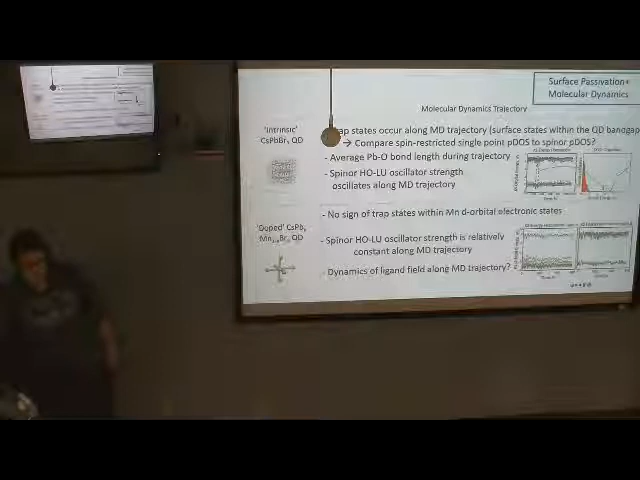 Surface Passivation+
Molecular Dynamics
Molecular Dynamics Trajectory
'Intrinsic'
CsPbBr₃ QD
rap states occur along MD trajectory (surface states within the QD bandgap
→ Compare spin-restricted single point pDOS to spinor pDOS?
- Average Pb-O bond length during trajectory
- Spinor HO-LU oscillator strength
oscillates along MD trajectory
- No sign of trap states within Mn d-orbital electronic states
'Doped' CsPb
Mn Br QD
- Spinor HO-LU oscillator strength is relatively
constant along MD trajectory
- Dynamics of ligand field along MD trajectory?